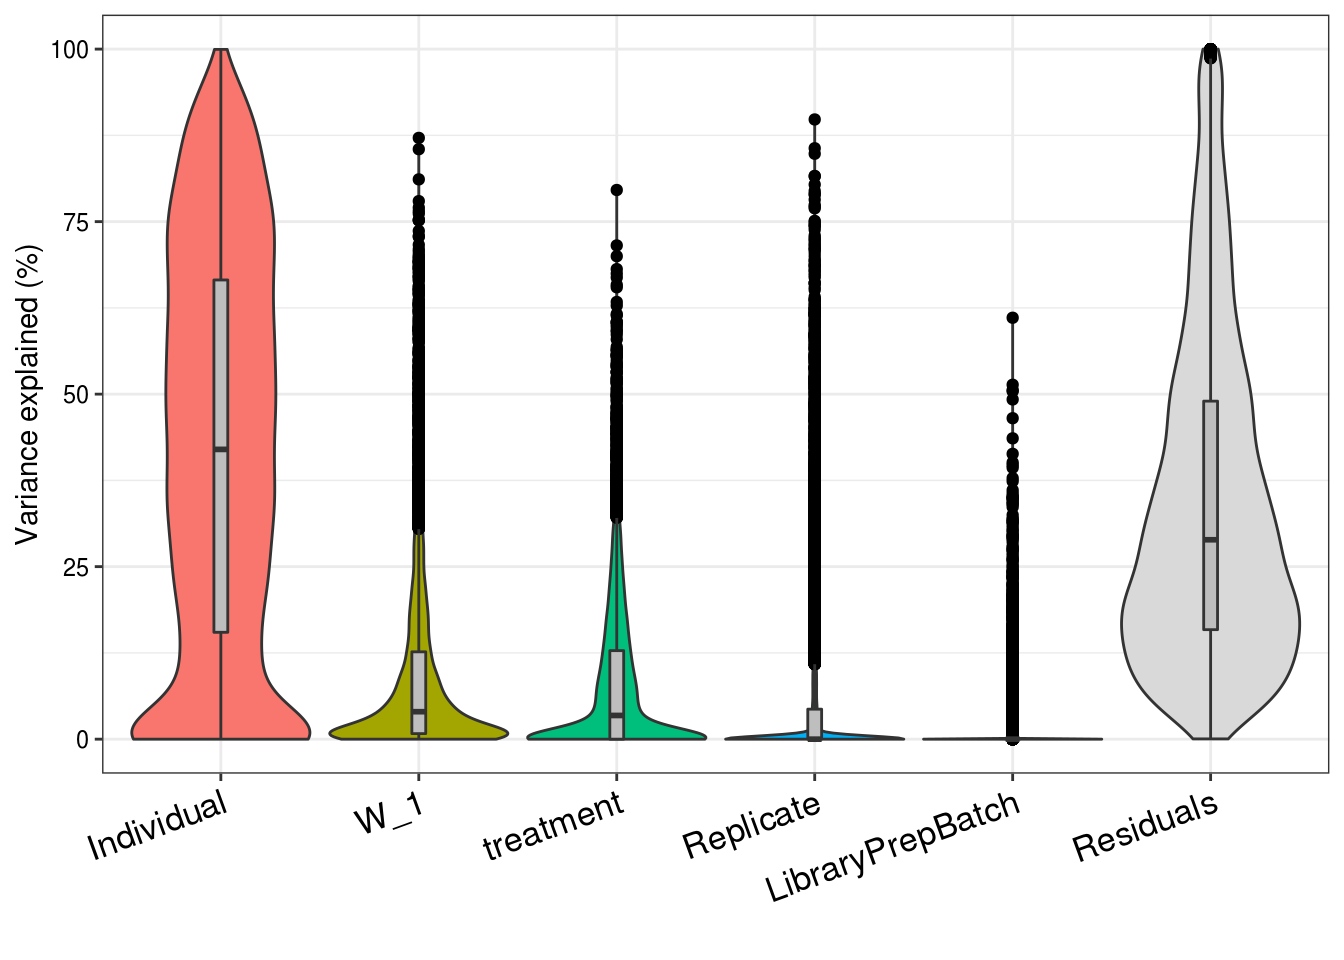 Variance explained (%)
100
75
50
25
0
Individual
W_1
treatment
Replicate
LibraryPrepBatch
Residuals